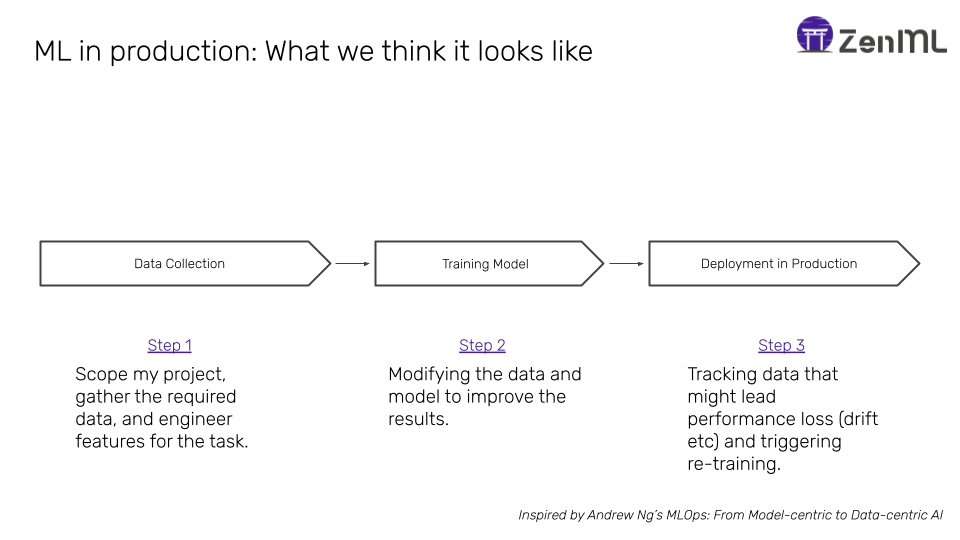 ML in production: What we think it looks like
ZenML
Data Collection
Training Model
Deployment in Production
Step 1
Scope my project,
gather the required
data, and engineer
features for the task.
Step 2
Modifying the data and
model to improve the
results.
Step 3
Tracking data that
might lead
performance loss (drift
etc) and triggering
re-training.
Inspired by Andrew Ng's MLOps: From Model-centric to Data-centric AI